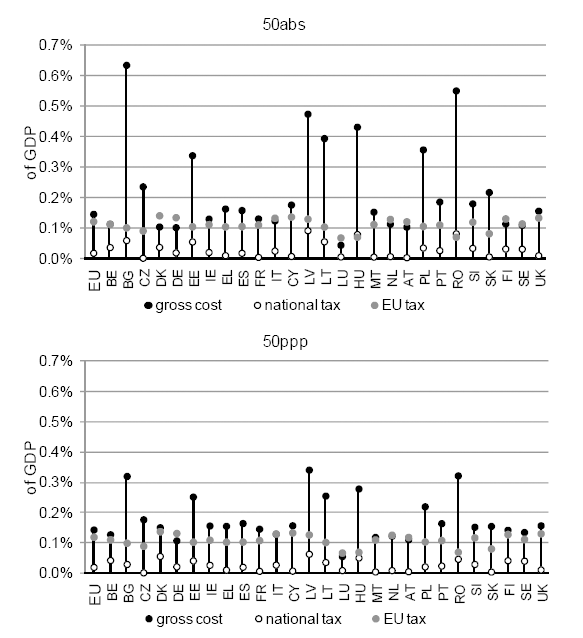 50abs
0.7%
0.6%
0.5%
0.4%
0.3%
0.2%
0.1%
0.0%
of GDP
EU BE BG CZ DK DE EE IE EL ES FR IT CY LV LT LU HU MT NL AT PL PT RO SI SK FI SE UK
gross cost national tax EU tax
50ppp
0.7%
0.6%
0.5%
0.4%
0.3%
0.2%
0.1%
0.0%
of GDP
EU BE BG CZ DK DE EE IE EL ES FR IT CY LV LT LU HU MT NL AT PL PT RO SI SK FI SE UK
gross cost national tax EU tax